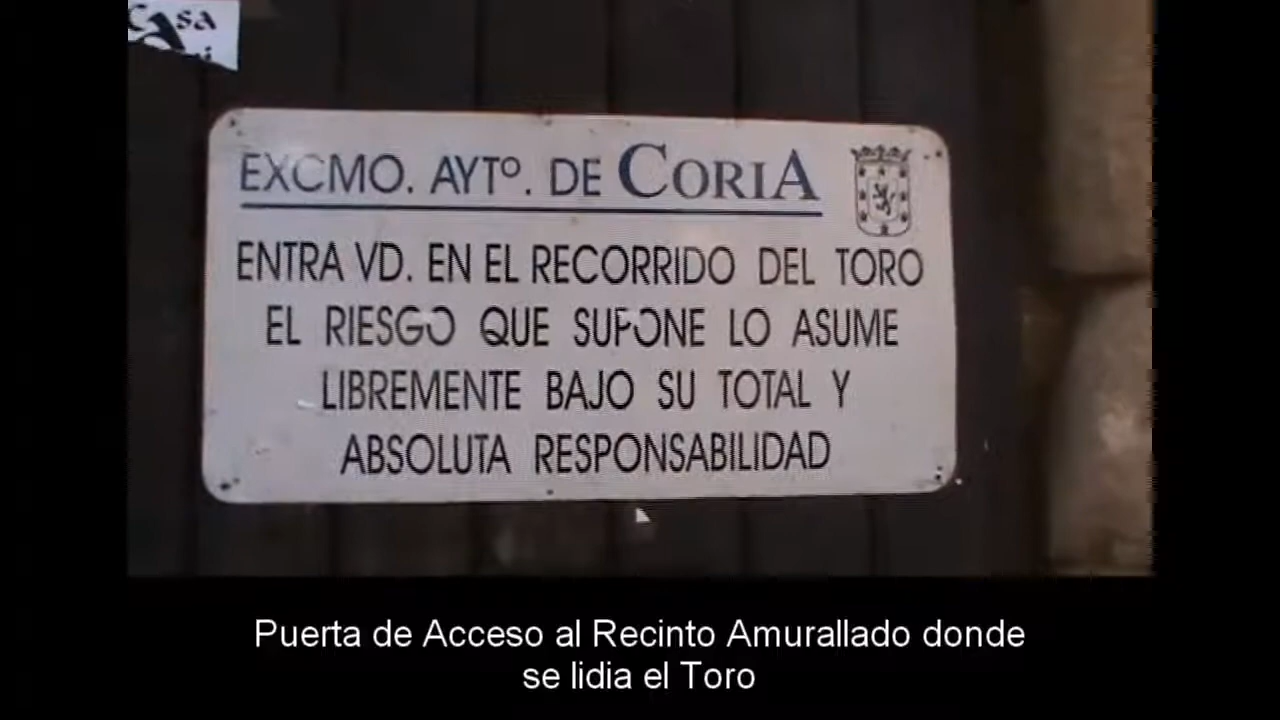 Casa
EXCMO. AYTº. DE CORIA
ENTRA VD. EN EL RECORRIDO DEL TORO
EL RIESGO QUE SUPONE LO ASUME
LIBREMENTE BAJO SU TOTAL Y
ABSOLUTA RESPONSABILIDAD
Puerta de Acceso al Recinto Amurallado donde
se lidia el Toro